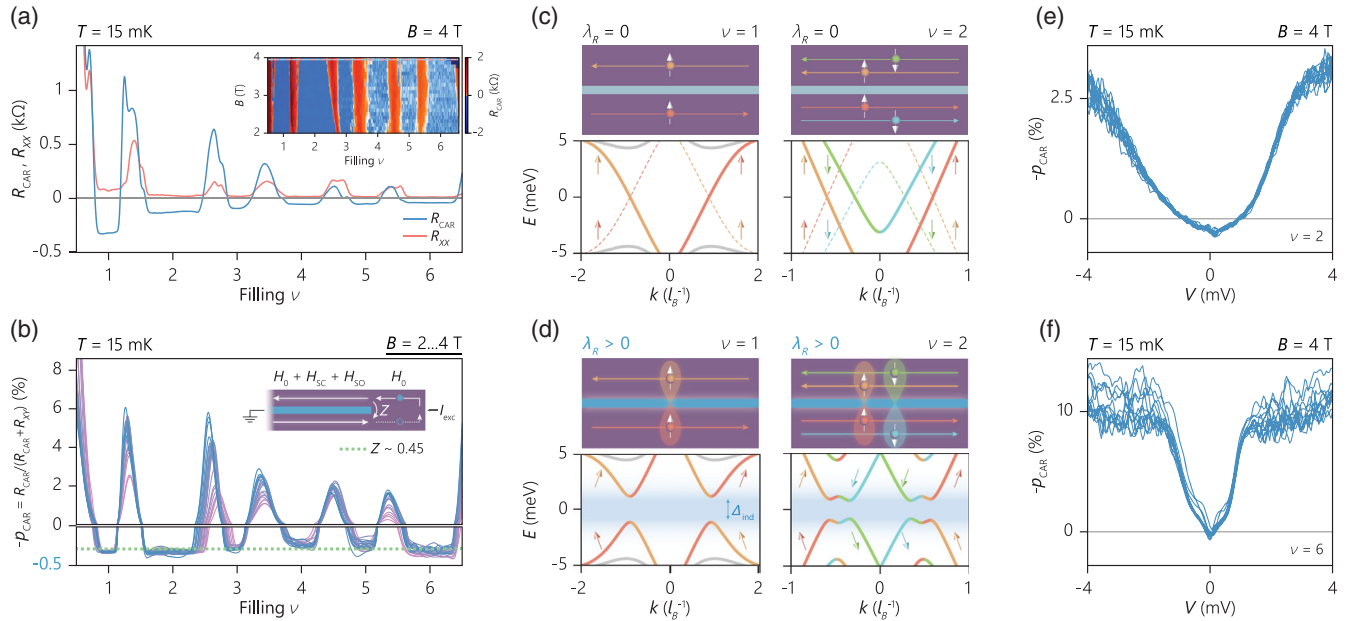 (a)
T = 15 mK
B = 4 T
R_CAR, R_XX (kΩ)
1
0.5
0
-0.5
B (T)
4
3
2
1 2 3 4 5 6
Filling ν
2
0
-2
R_CAR (kΩ)
R_CAR
R_XX
1 2 3 4 5 6
Filling ν
(b)
T = 15 mK
B = 2...4 T
-p_CAR = R_CAR/(R_CAR + R_XY) (%)
8
6
4
2
0
-0.5
H_0 + H_SC + H_SO
H_0
Z
-I_exc
Z ~ 0.45
1 2 3 4 5 6
Filling ν
(c)
λ_R = 0
ν = 1
λ_R = 0
ν = 2
E (meV)
5
0
-5
-2 0 2
k (l_B^-1)
-1 0 1
k (l_B^-1)
(d)
λ_R > 0
ν = 1
λ_R > 0
ν = 2
E (meV)
5
0
-5
Δ_ind
-2 0 2
k (l_B^-1)
-1 0 1
k (l_B^-1)
(e)
T = 15 mK
B = 4 T
-p_CAR (%)
2.5
0
ν = 2
-4 0 4
V (mV)
(f)
T = 15 mK
B = 4 T
-p_CAR (%)
10
0
ν = 6
-4 0 4
V (mV)